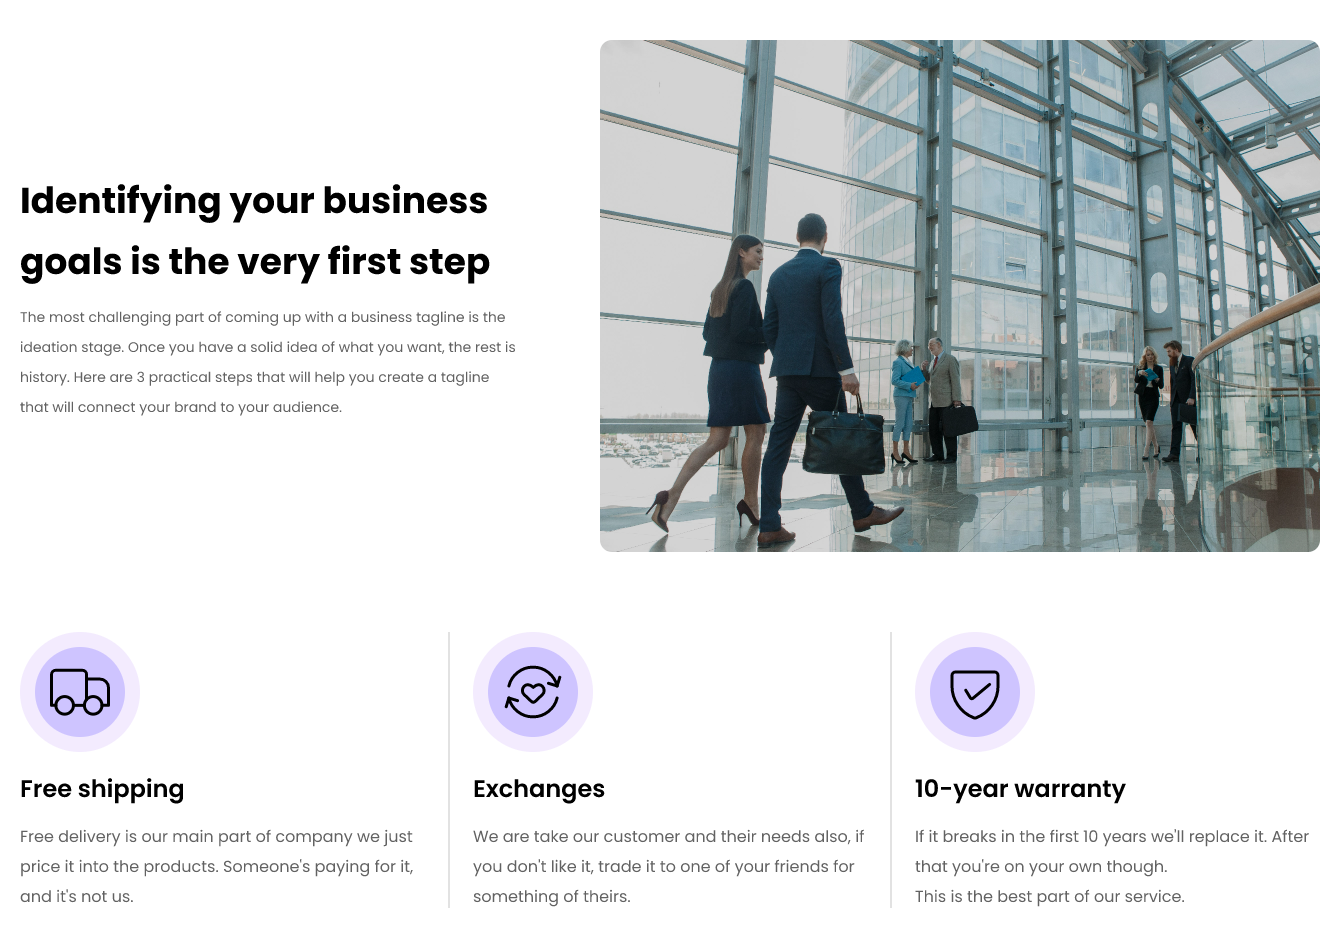 Identifying your business
goals is the very first step
The most challenging part of coming up with a business tagline is the
ideation stage. Once you have a solid idea of what you want, the rest is
history. Here are 3 practical steps that will help you create a tagline
that will connect your brand to your audience.
Free shipping
Free delivery is our main part of company we just
price it into the products. Someone's paying for it,
and it's not us.
Exchanges
We are take our customer and their needs also, if
you don't like it, trade it to one of your friends for
something of theirs.
10-year warranty
If it breaks in the first 10 years we'll replace it. After
that you're on your own though.
This is the best part of our service.